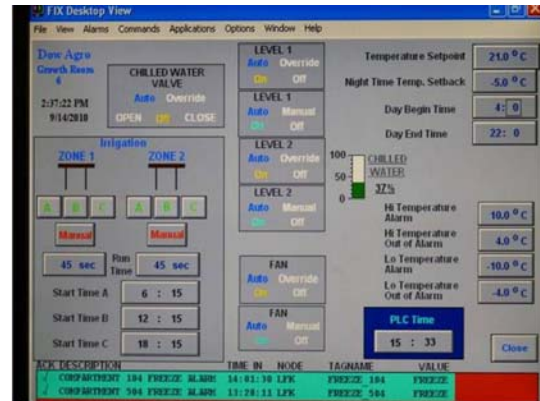 FIX Desktop View
File View Alarms Commands Applications Options Window Help
Dow Agro
Growth Room
6
2:37:22 PM
9/14/2010
CHILLED WATER
VALVE
Auto Override
OPEN Off CLOSE
Irrigation
ZONE 1 ZONE 2
A B C A B C
Manual Manual
45 sec Run Time 45 sec
Start Time A 6 : 15
Start Time B 12 : 15
Start Time C 18 : 15
LEVEL 1
Auto Override
On Off
LEVEL 1
Auto Manual
On Off
LEVEL 2
Auto Override
On Off
LEVEL 2
Auto Manual
On Off
FAN
Auto Override
On Off
FAN
Auto Manual
On Off
Temperature Setpoint 21.0 °C
Night Time Temp. Setback -5.0 °C
Day Begin Time 4: 0
Day End Time 22: 0
100
50
0
CHILLED
WATER
37%
Hi Temperature
Alarm 10.0 °C
Hi Temperature
Out of Alarm 4.0 °C
Lo Temperature
Alarm -10.0 °C
Lo Temperature
Out of Alarm -4.0 °C
PLC Time
15 : 33
Close
ACK DESCRIPTION TIME IN NODE TAGNAME VALUE
√ COMPARTMENT 104 FREEZE ALARM 14:01:30 LFK FREEZE_104 FREEZE
√ COMPARTMENT 504 FREEZE ALARM 13:28:11 LFK FREEZE_504 FREEZE